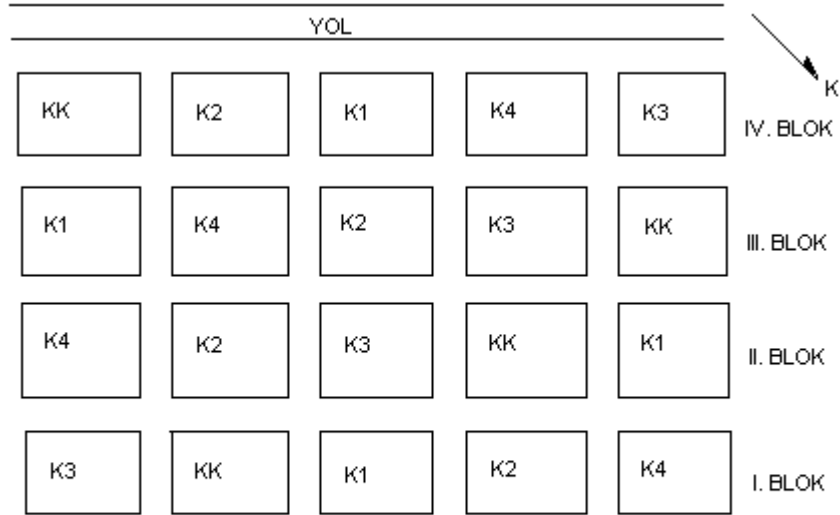 YOL
K
KK K2 K1 K4 K3 IV. BLOK
K1 K4 K2 K3 KK III. BLOK
K4 K2 K3 KK K1 II. BLOK
K3 KK K1 K2 K4 I. BLOK